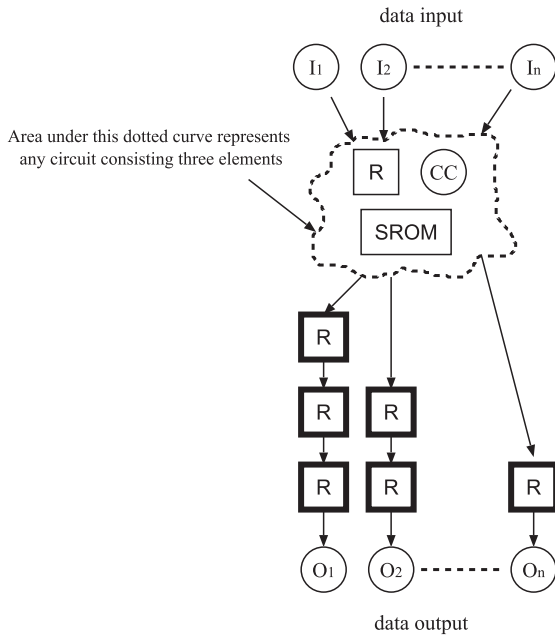 data input
I1 I2 In
Area under this dotted curve represents
any circuit consisting three elements
R CC
SROM
R
R R
R R R
O1 O2 On
data output